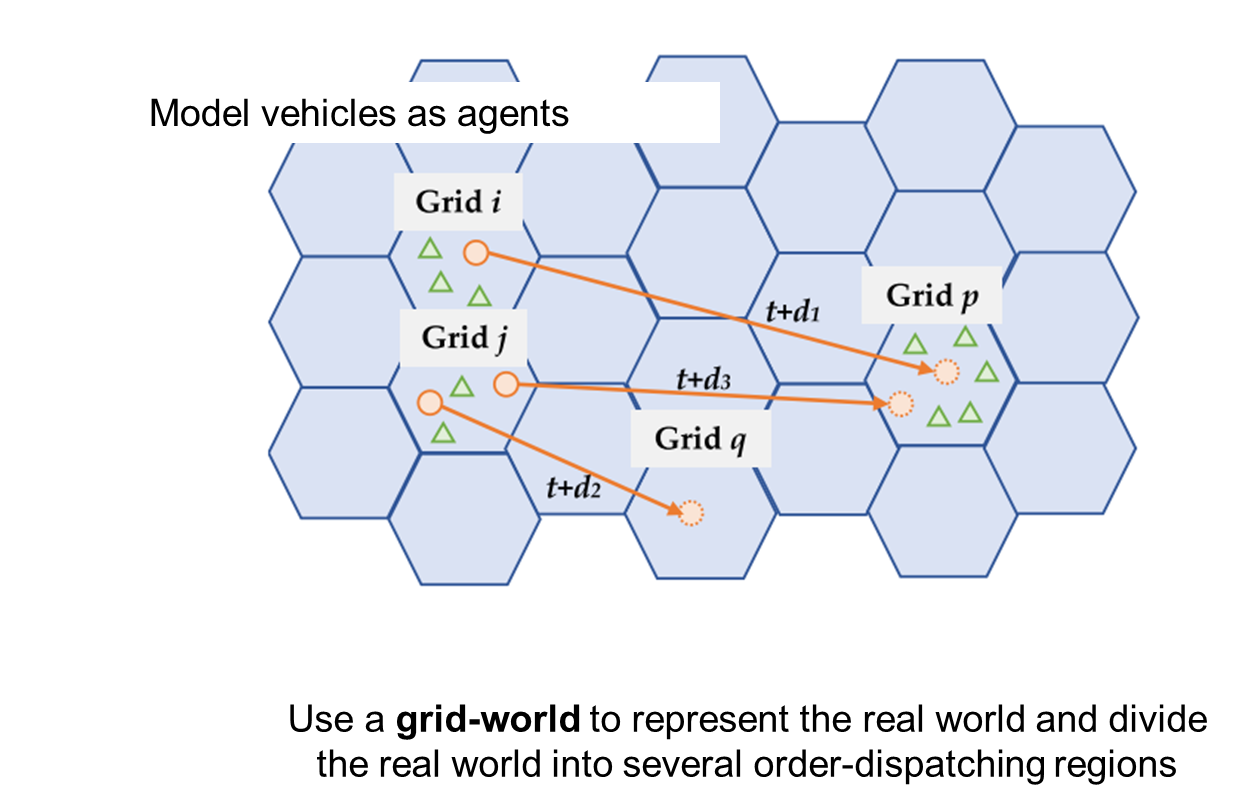 Model vehicles as agents
Grid i
Grid p
t+d1
Grid j
t+d3
Grid q
t+d2
Use a grid-world to represent the real world and divide
the real world into several order-dispatching regions